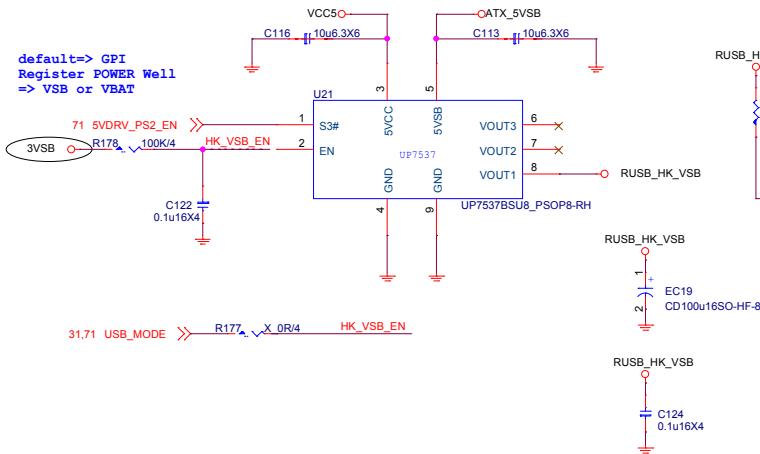 VCC5
ATX_5VSB
C116 10u6.3X6
C113 10u6.3X6
RUSB_H
default=> GPI
Register POWER Well
=> VSB or VBAT
3
5
U21
71 5VDRV_PS2_EN
1
S3#
5VCC
5VSB
VOUT3
6
3VSB
R178
100K/4
HK_VSB_EN
2
EN
UP7537
VOUT2
7
GND
GND
VOUT1
8
RUSB_HK_VSB
C122
0.1u16X4
4
9
UP7537BSU8_PSOP8-RH
RUSB_HK_VSB
1
+
EC19
CD100u16SO-HF-8
2
31,71 USB_MODE
R177
X_0R/4
HK_VSB_EN
RUSB_HK_VSB
C124
0.1u16X4